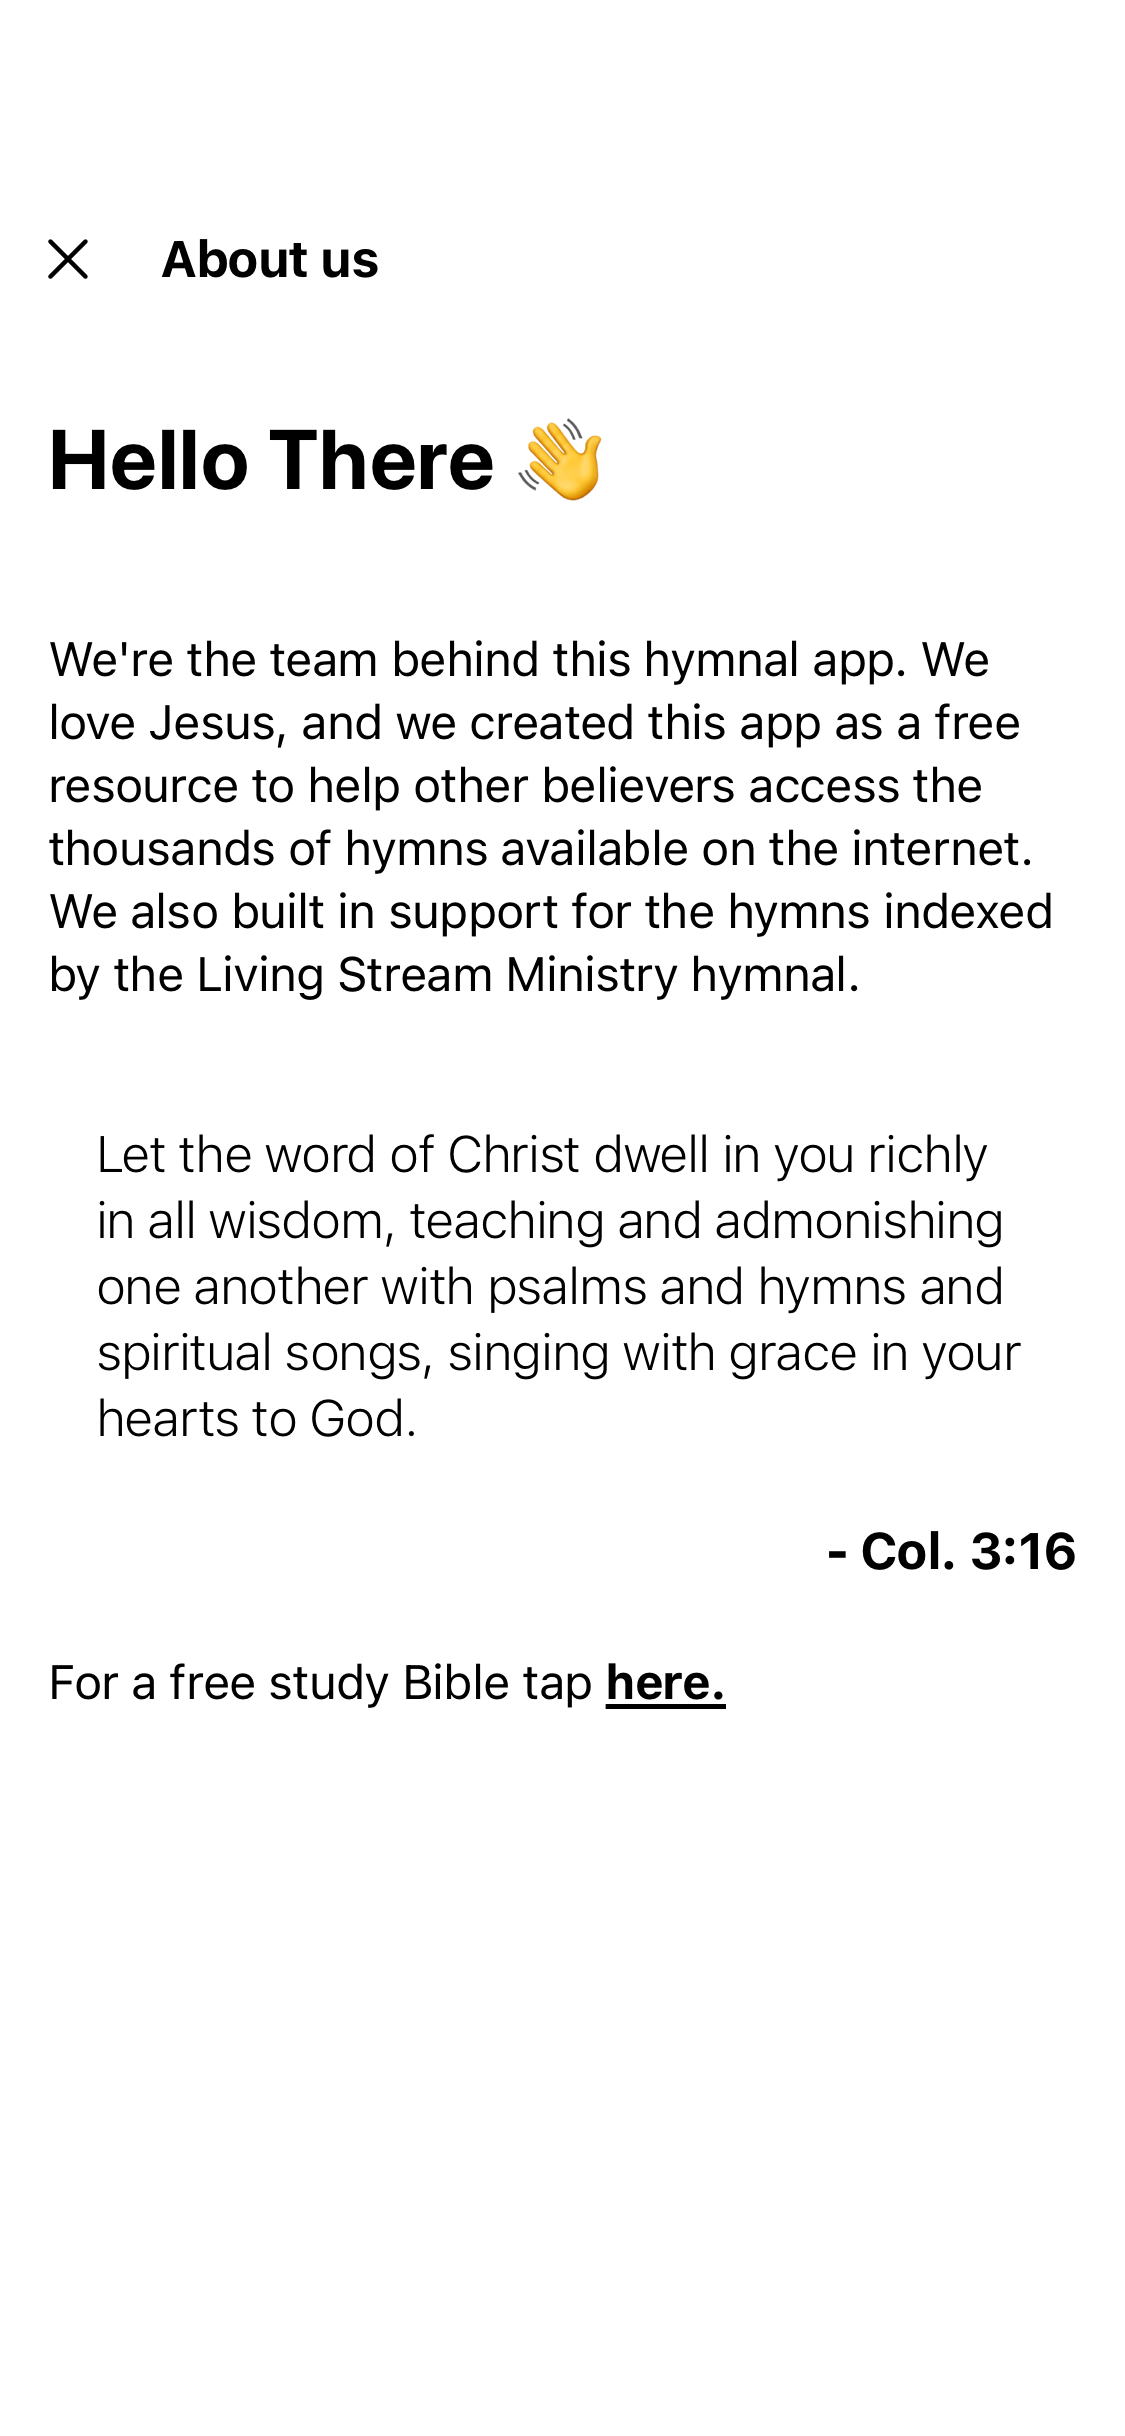 About us
Hello There 👋
We're the team behind this hymnal app. We
love Jesus, and we created this app as a free
resource to help other believers access the
thousands of hymns available on the internet.
We also built in support for the hymns indexed
by the Living Stream Ministry hymnal.
Let the word of Christ dwell in you richly
in all wisdom, teaching and admonishing
one another with psalms and hymns and
spiritual songs, singing with grace in your
hearts to God.
- Col. 3:16
For a free study Bible tap here.